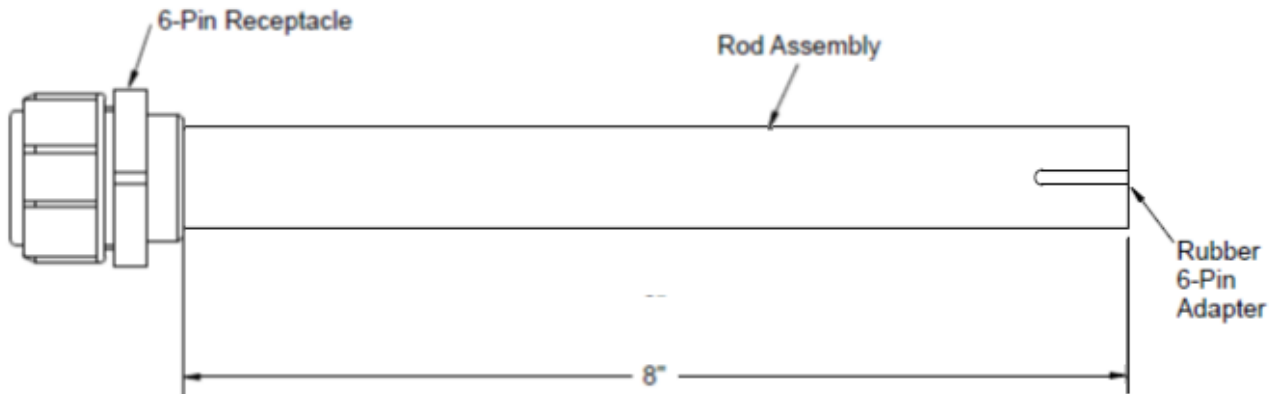 6-Pin Receptacle
Rod Assembly
Rubber
6-Pin
Adapter
8"